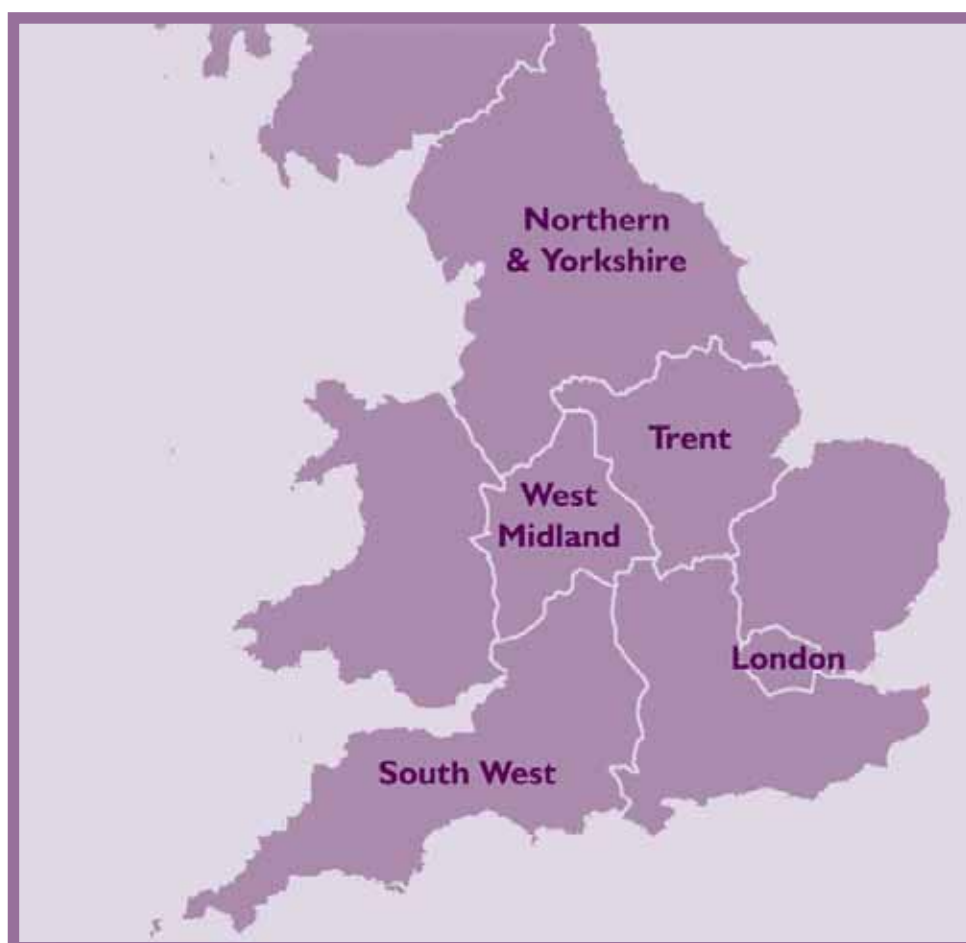 Northern
& Yorkshire
Trent
West
Midland
London
South West